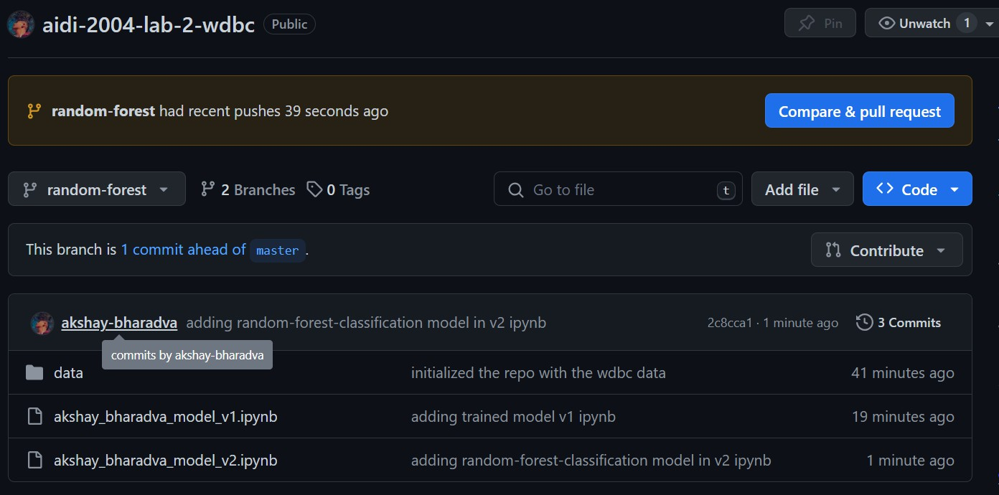 aidi-2004-lab-2-wdbc Public Pin Unwatch 1
random-forest had recent pushes 39 seconds ago Compare & pull request
random-forest 2 Branches 0 Tags Go to file t Add file Code
This branch is 1 commit ahead of master . Contribute
akshay-bharadva adding random-forest-classification model in v2 ipynb 2c8cca1 · 1 minute ago 3 Commits
commits by akshay-bharadva
data initialized the repo with the wdbc data 41 minutes ago
akshay_bharadva_model_v1.ipynb adding trained model v1 ipynb 19 minutes ago
akshay_bharadva_model_v2.ipynb adding random-forest-classification model in v2 ipynb 1 minute ago